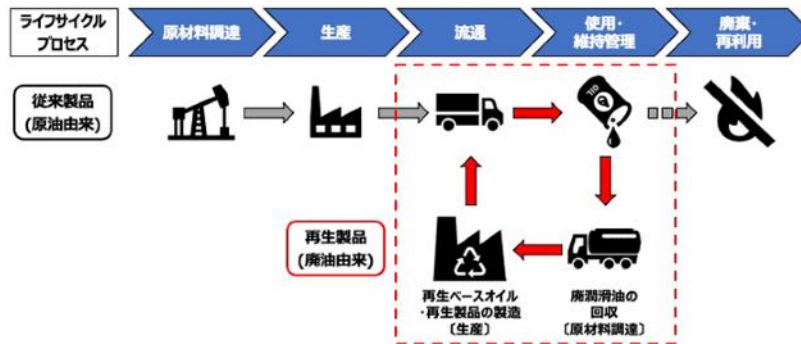 ライフサイクル
プロセス
原材料調達
生産
流通
使用・
維持管理
廃棄・
再利用
従来製品
(原油由来)
OIL
再生製品
(廃油由来)
再生ベースオイル
・再生製品の製造
〔生産〕
廃潤滑油の
回収
〔原材料調達〕